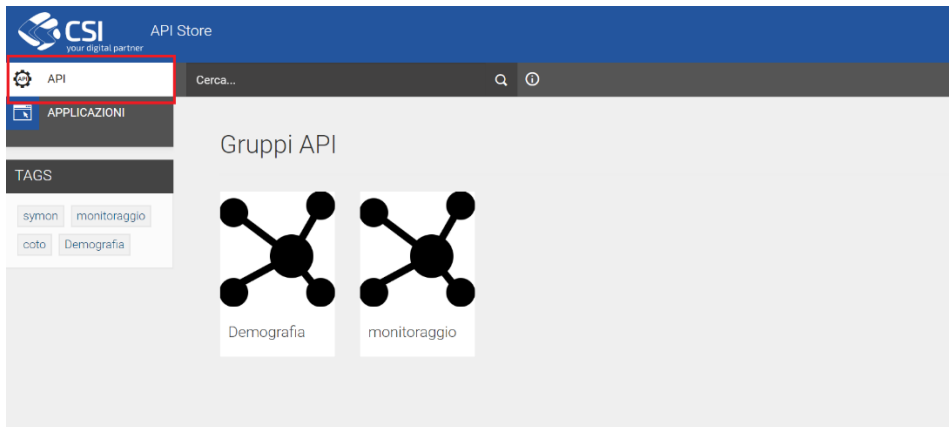 CSI
your digital partner
API Store
API
Cerca...
APPLICAZIONI
Gruppi API
TAGS
symon monitoraggio
coto Demografia
Demografia monitoraggio